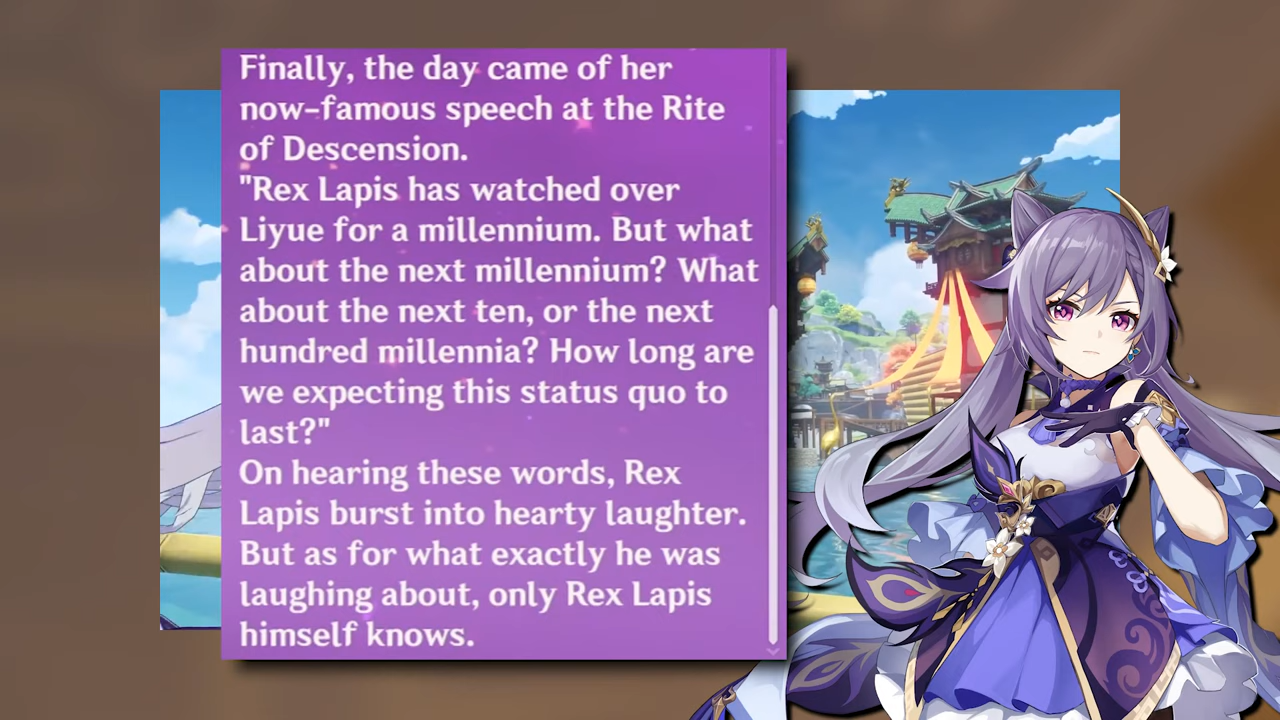 Finally, the day came of her
now-famous speech at the Rite
of Descension.
"Rex Lapis has watched over
Liyue for a millennium. But what
about the next millennium? What
about the next ten, or the next
hundred millennia? How long are
we expecting this status quo to
last?"
On hearing these words, Rex
Lapis burst into hearty laughter.
But as for what exactly he was
laughing about, only Rex Lapis
himself knows.